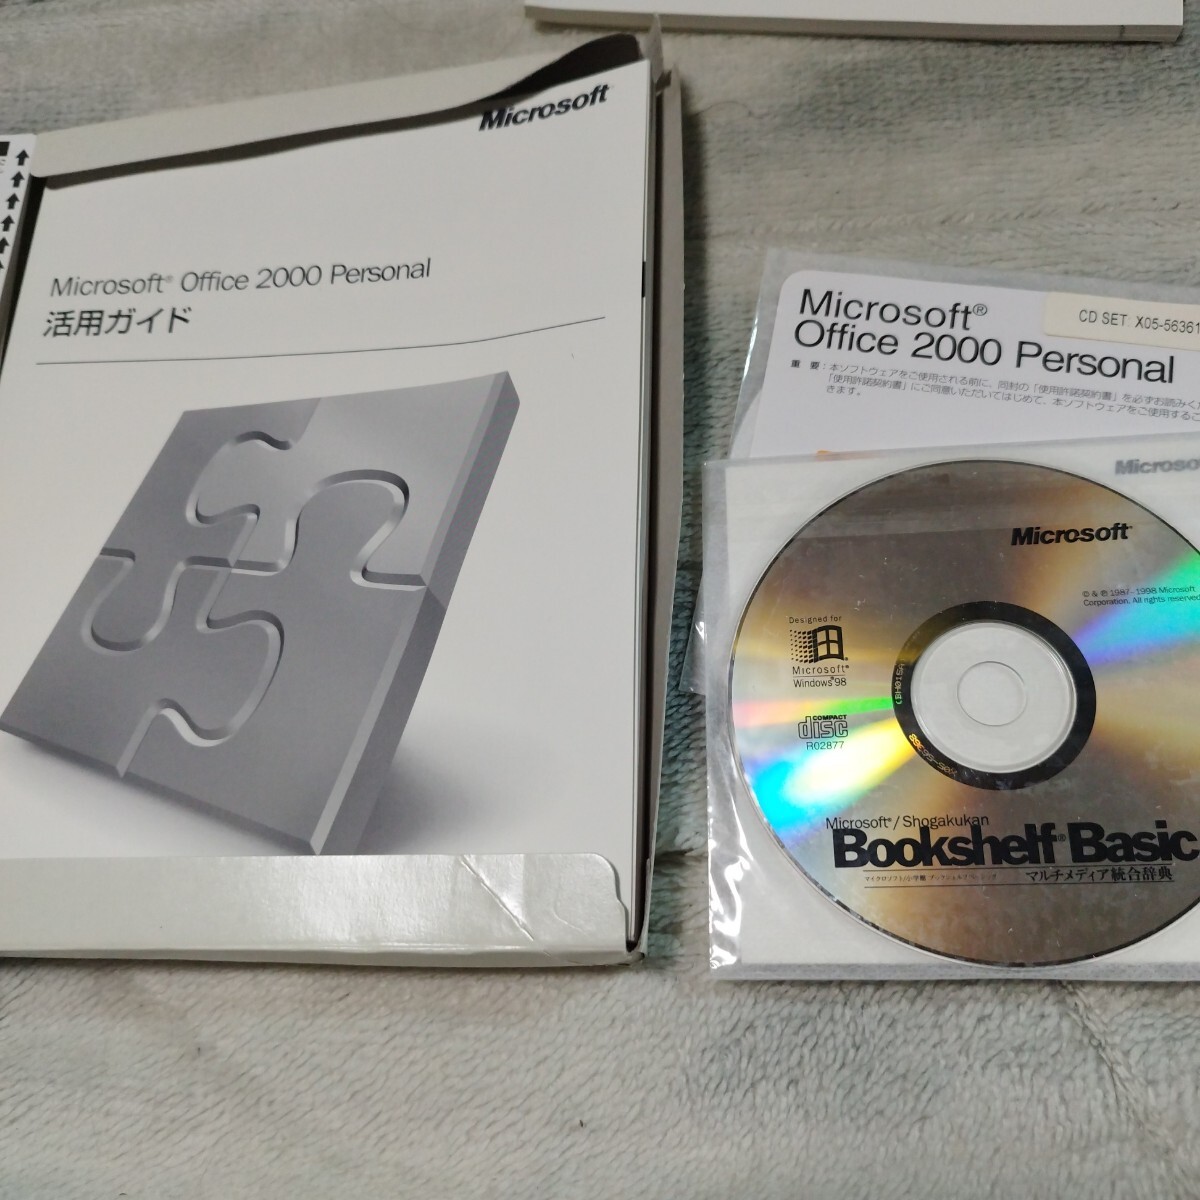 Microsoft
Microsoft® Office 2000 Personal
活用ガイド
Microsoft®
Office 2000 Personal
CD SET: X05-56361
重 要:本ソフトウェアをご使用される前に、同封の「使用許諾契約書」を必ずお読みくだ
「使用許諾契約書」にご同意いただいてはじめて、本ソフトウェアをご使用するこ
きます。
Microso
Microsoft
© & ℗ 1987-1998 Microsoft
Corporation. All rights reserved.
Designed for
Microsoft®
Windows®98
COMPACT
disc
R02877
Microsoft®/Shogakukan
Bookshelf® Basic
マルチメディア統合辞典